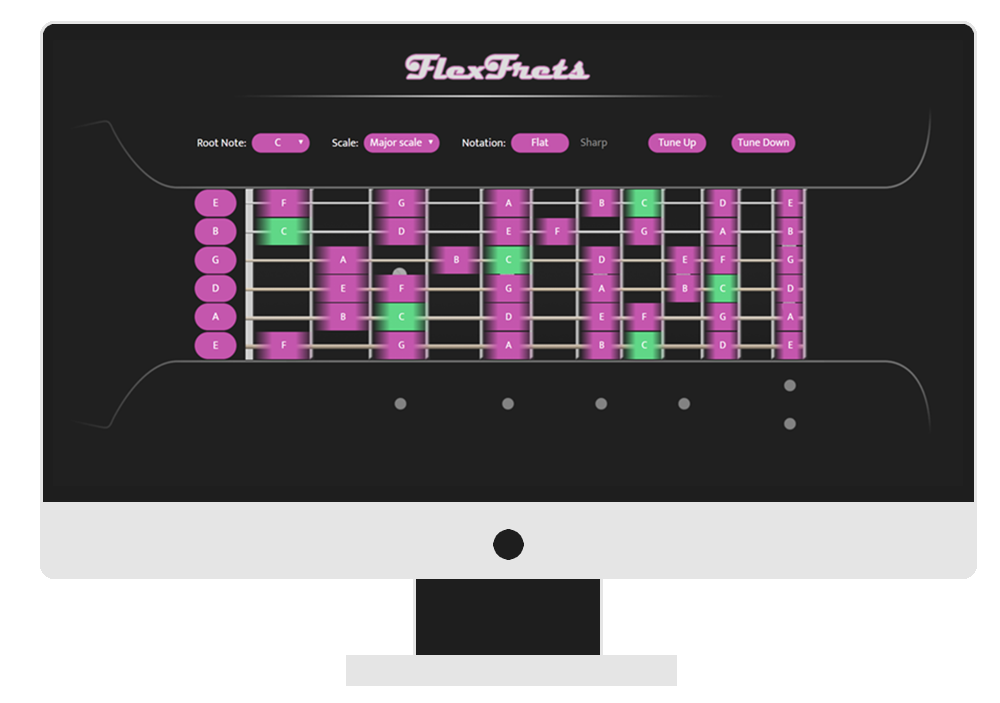 FlexFrets
Root Note: C Scale: Major scale Notation: Flat Sharp Tune Up Tune Down
E F G A B C D E
B C D E F G A B
G A B C D E F G
D E F G A B C D
A B C D E F G A
E F G A B C D E